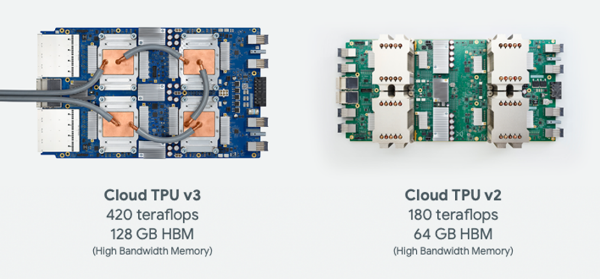 Cloud TPU v3
420 teraflops
128 GB HBM
(High Bandwidth Memory)
Cloud TPU v2
180 teraflops
64 GB HBM
(High Bandwidth Memory)